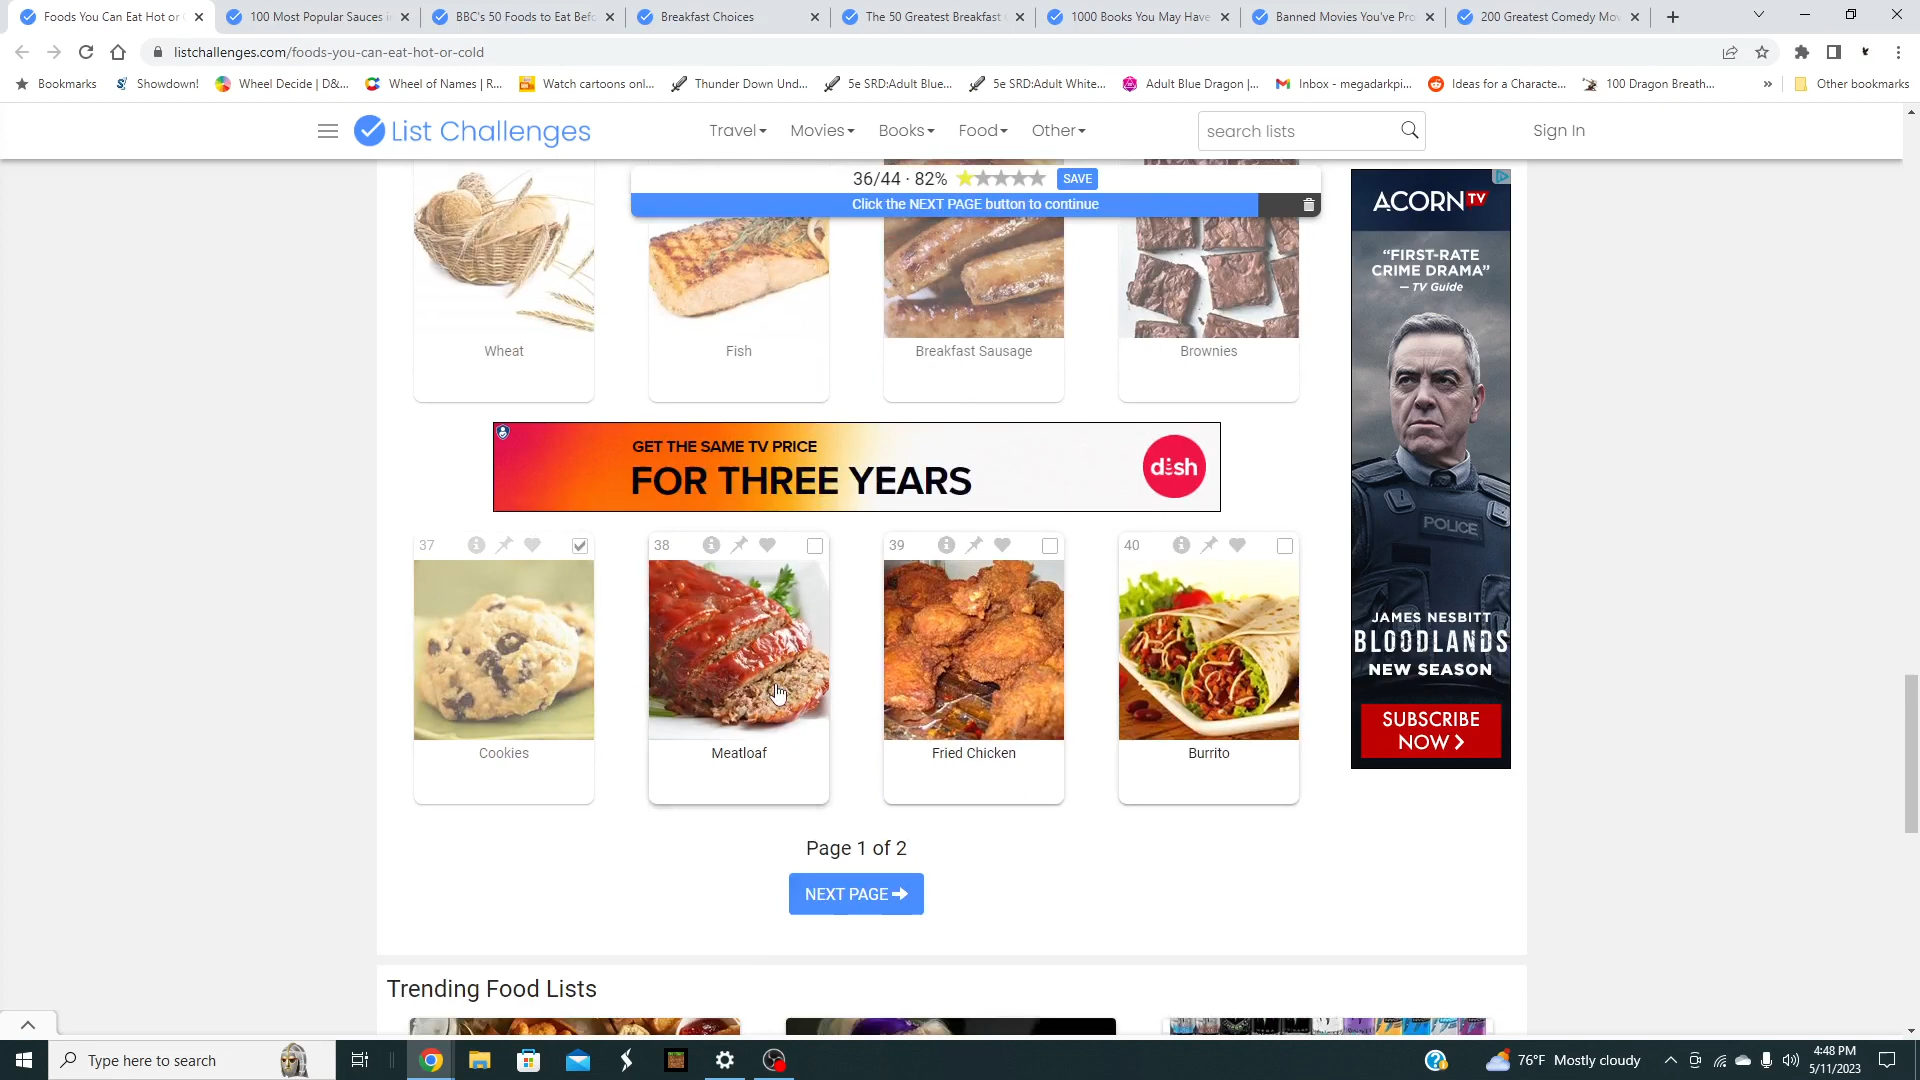 Foods You Can Eat Hot or
100 Most Popular Sauces i
BBC's 50 Foods to Eat Befo
Breakfast Choices
The 50 Greatest Breakfast
1000 Books You May Have
Banned Movies You've Pro
200 Greatest Comedy Mov
listchallenges.com/foods-you-can-eat-hot-or-cold
Bookmarks
Showdown!
Wheel Decide | D&...
Wheel of Names | R...
Watch cartoons onl...
Thunder Down Und...
5e SRD:Adult Blue...
5e SRD:Adult White...
Adult Blue Dragon |...
Inbox - megadarkpi...
Ideas for a Characte...
100 Dragon Breath...
»
Other bookmarks
List Challenges
Travel
Movies
Books
Food
Other
search lists
Sign In
36/44 · 82%
SAVE
Click the NEXT PAGE button to continue
Wheat
Fish
Breakfast Sausage
Brownies
GET THE SAME TV PRICE
FOR THREE YEARS
dish
37
38
39
40
Cookies
Meatloaf
Fried Chicken
Burrito
Page 1 of 2
NEXT PAGE
Trending Food Lists
ACORN TV
"FIRST-RATE
CRIME DRAMA"
— TV Guide
POLICE
JAMES NESBITT
BLOODLANDS
NEW SEASON
SUBSCRIBE
NOW
Type here to search
76°F Mostly cloudy
4:48 PM
5/11/2023